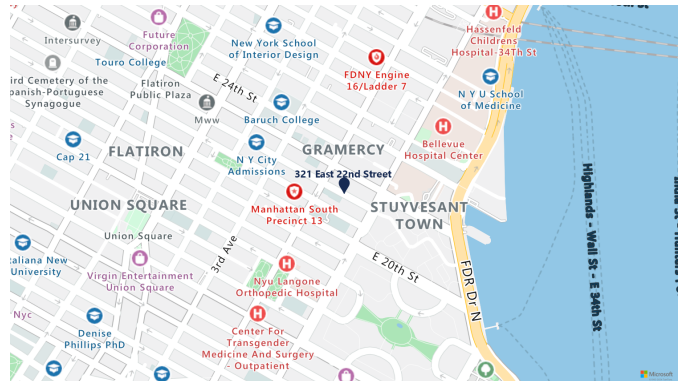 Intersurvey
Future
Corporation
New York School
of Interior Design
Hassenfeld
Childrens
Hospital-34Th St
Touro College
FDNY Engine
16/Ladder 7
ird Cemetery of the
panish-Portuguese
Synagogue
Flatiron
Public Plaza
E 24th St
N Y U School
of Medicine
Mww
Baruch College
Cap 21
FLATIRON
N Y City
Admissions
GRAMERCY
Bellevue
Hospital Center
321 East 22nd Street
UNION SQUARE
Manhattan South
Precinct 13
STUYVESANT
TOWN
Union Square
3rd Ave
E 20th St
FDR Dr N
Highlands - Wall St - E 34th St
italiana New
University
Virgin Entertainment
Union Square
Nyu Langone
Orthopedic Hospital
Nyc
Denise
Phillips PhD
Center For
Transgender
Medicine And Surgery
- Outpatient
Microsoft